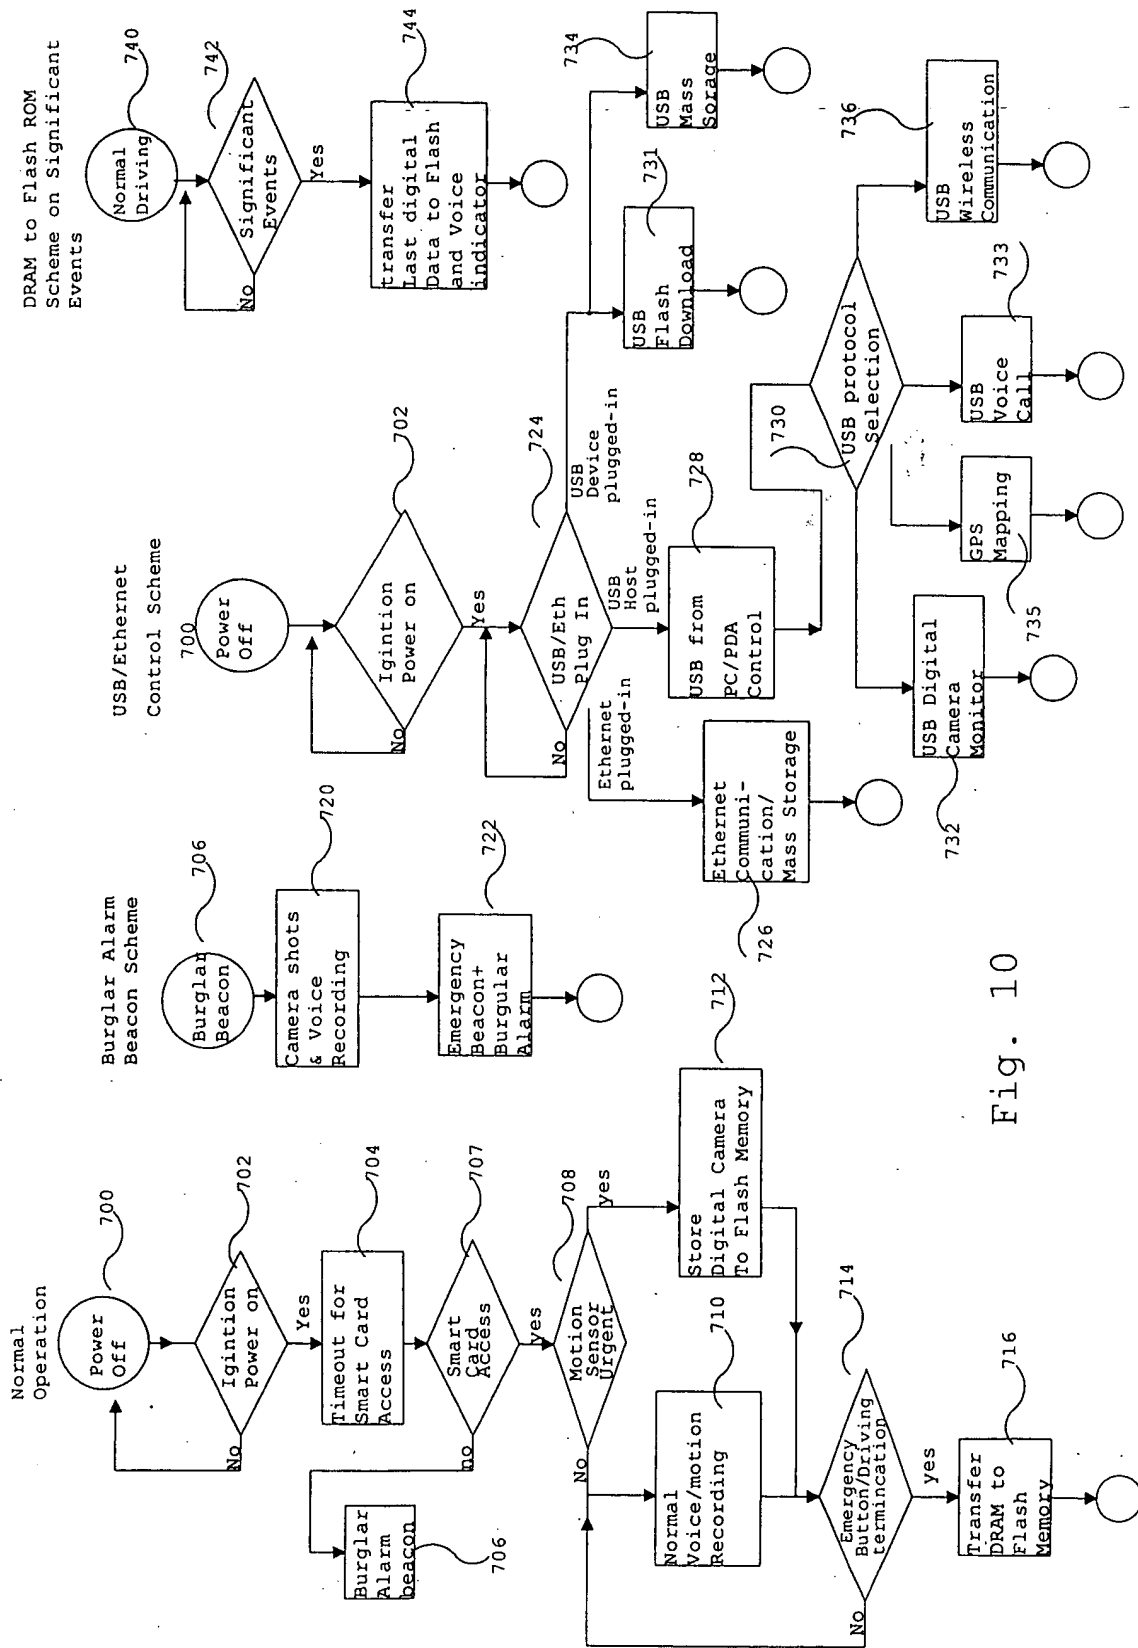 Normal
Operation
700
Power
Off
702
Igintion
Power on
No
Yes
704
Timeout for
Smart Card
Access
707
Smart
Card
Access
no
yes
Burglar
Alarm
beacon
706
708
Motion
Sensor
Urgent
No
yes
710
Normal
Voice/motion
Recording
712
Store
Digital Camera
To Flash Memory
714
Emergency
Button/Driving
termincation
No
yes
716
Transfer
DRAM to
Flash
Memory
Burglar Alarm
Beacon Scheme
706
Burglar
Beacon
720
Camera shots
& Voice
Recording
722
Emergency
Beacon+
Burgular
Alarm
USB/Ethernet
Control Scheme
700
Power
Off
702
Igintion
Power on
No
Yes
724
USB/Eth
Plug In
No
Ethernet
plugged-in
USB
Host
plugged-in
USB
Device
plugged-in
Ethernet
Communi-
cation/
Mass Storage
726
728
USB from
PC/PDA
Control
731
USB
Flash
Download
734
USB
Mass
Sorage
730
USB protocol
Selection
USB Digital
Camera
Monitor
732
GPS
Mapping
735
USB
Voice
Call
733
USB
Wireless
Communication
736
DRAM to Flash ROM
Scheme on Significant
Events
740
Normal
Driving
742
Significant
Events
No
Yes
744
transfer
Last digital
Data to Flash
and Voice
indicator
Fig. 10